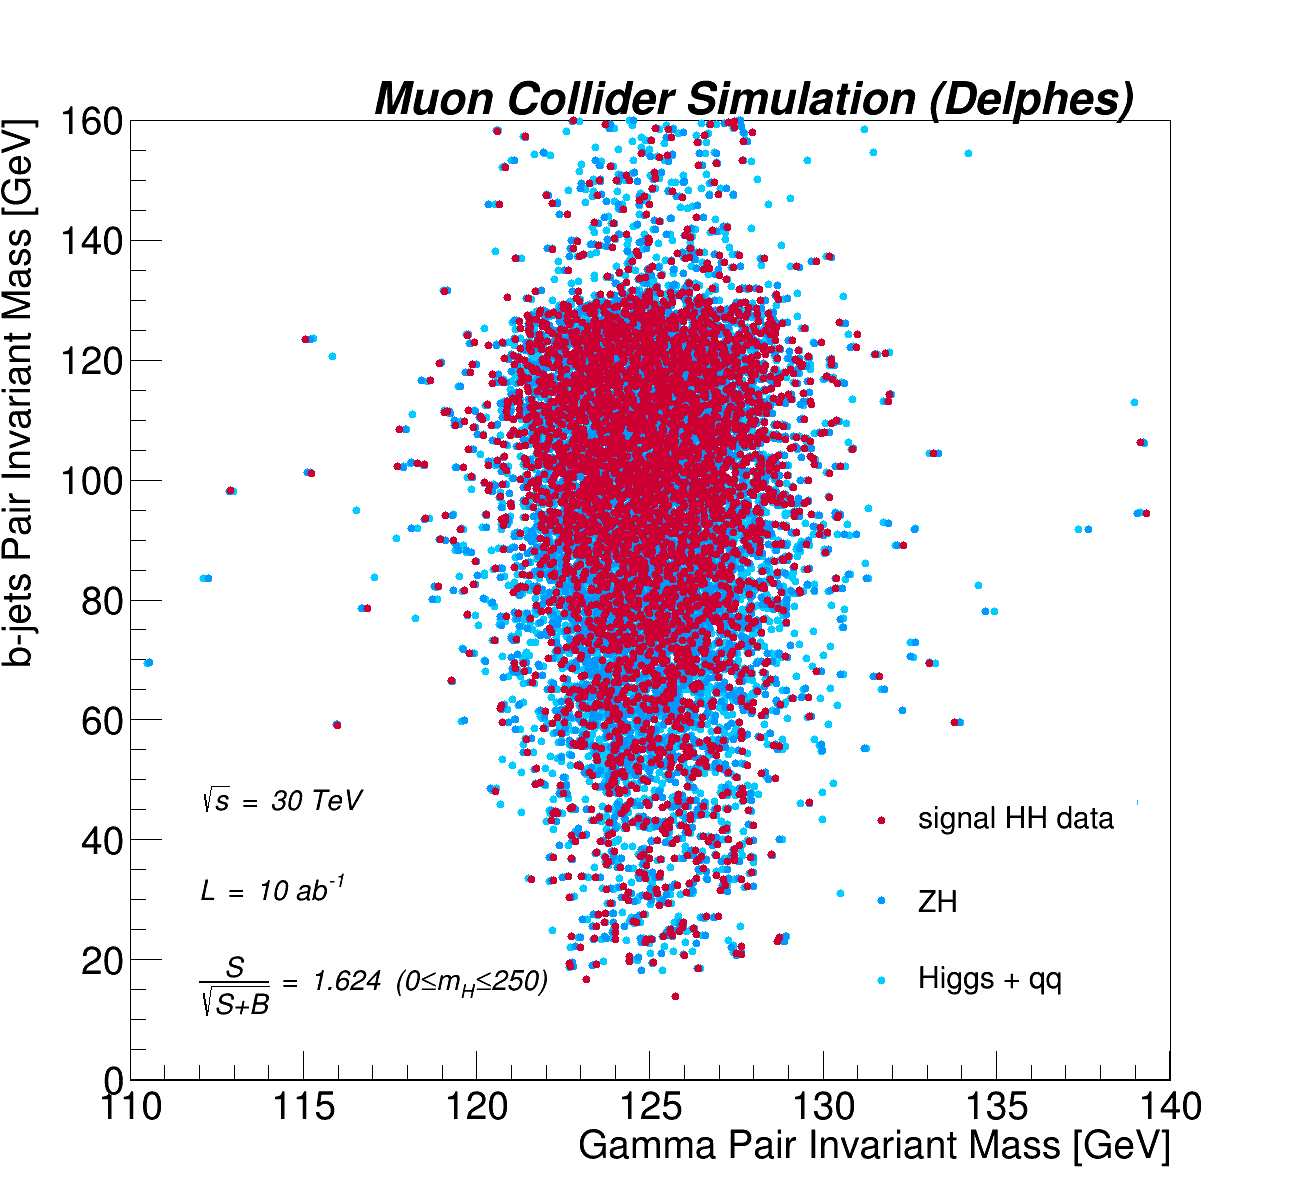 Muon Collider Simulation (Delphes)
b-jets Pair Invariant Mass [GeV]
160
140
120
100
80
60
40
20
0
√s = 30 TeV
L = 10 ab⁻¹
S/√S+B = 1.624 (0≤m_H≤250)
signal HH data
ZH
Higgs + qq
110 115 120 125 130 135 140
Gamma Pair Invariant Mass [GeV]